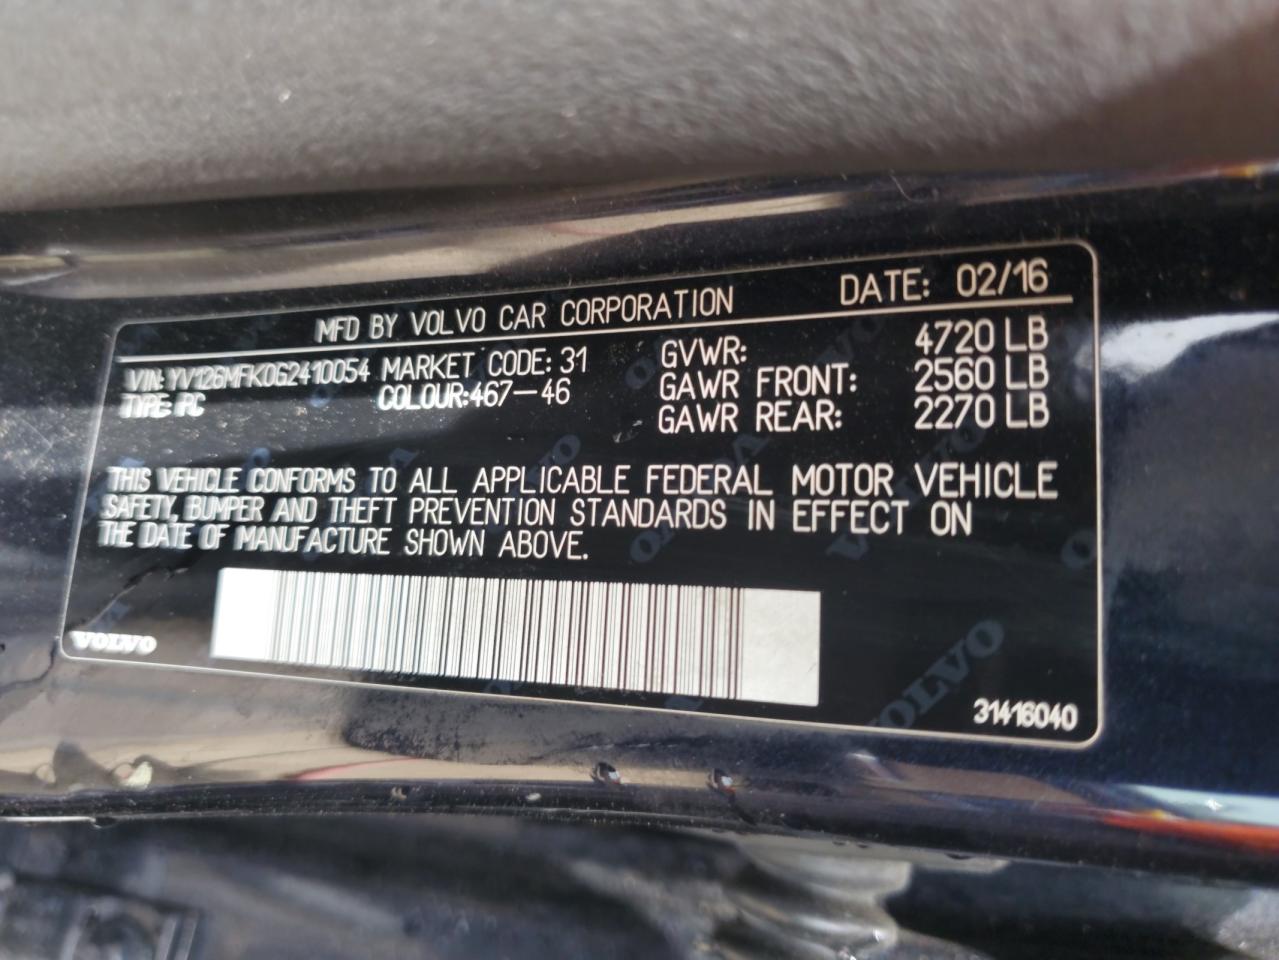 MFD BY VOLVO CAR CORPORATION DATE: 02/16
VIN: YV126MFK0G2410054 MARKET CODE: 31 GVWR: 4720 LB
TYPE: PC COLOUR:467-46 GAWR FRONT: 2560 LB
GAWR REAR: 2270 LB
THIS VEHICLE CONFORMS TO ALL APPLICABLE FEDERAL MOTOR VEHICLE
SAFETY, BUMPER AND THEFT PREVENTION STANDARDS IN EFFECT ON
THE DATE OF MANUFACTURE SHOWN ABOVE.
VOLVO
VOLVO
31416040